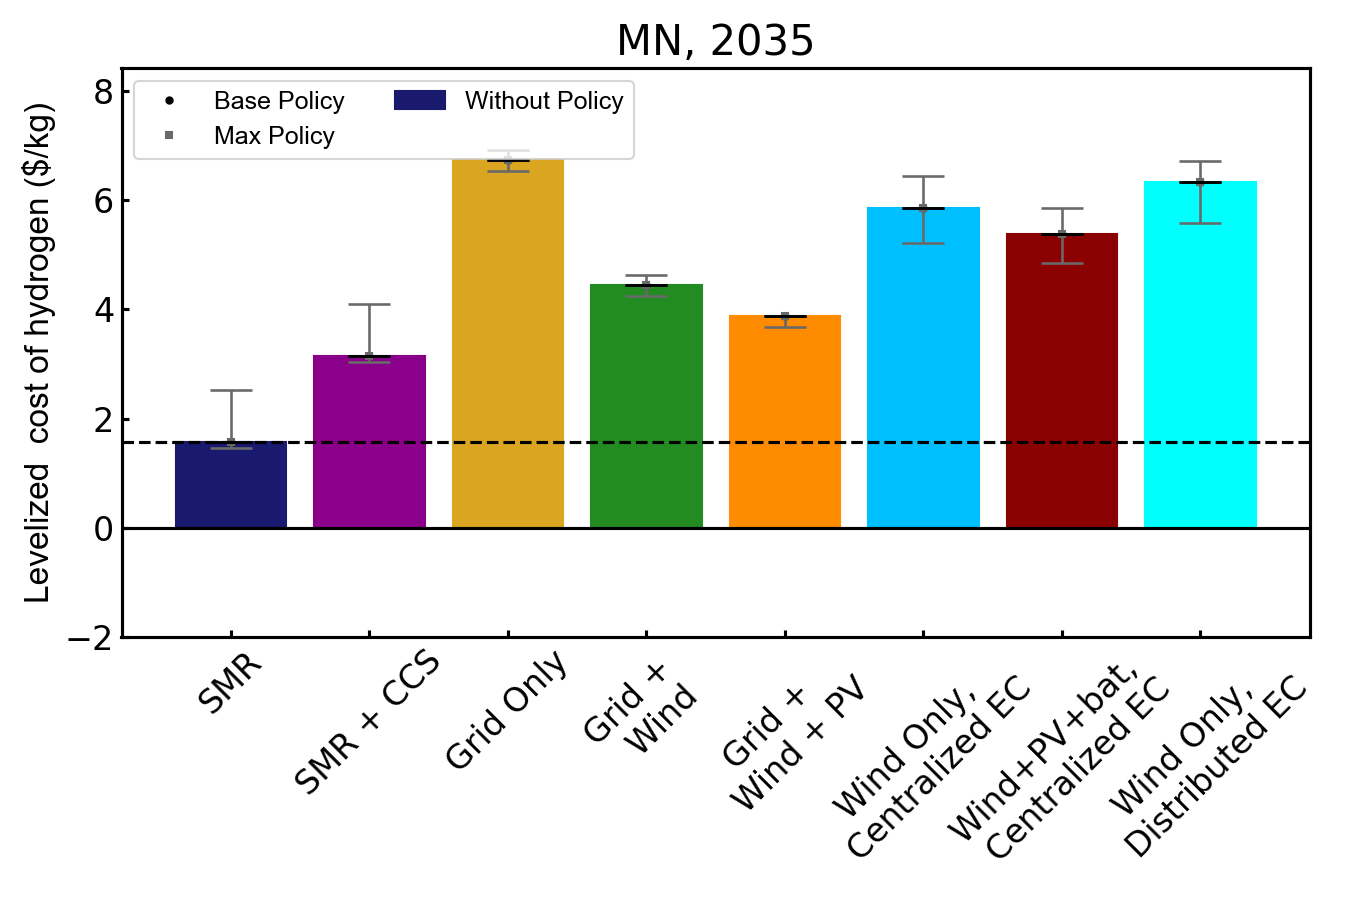 MN, 2035
Base Policy
Max Policy
Without Policy
Levelized cost of hydrogen ($/kg)
8
6
4
2
0
−2
SMR
SMR + CCS
Grid Only
Grid +
Wind
Grid +
Wind + PV
Wind Only,
Centralized EC
Wind+PV+bat,
Centralized EC
Wind Only,
Distributed EC